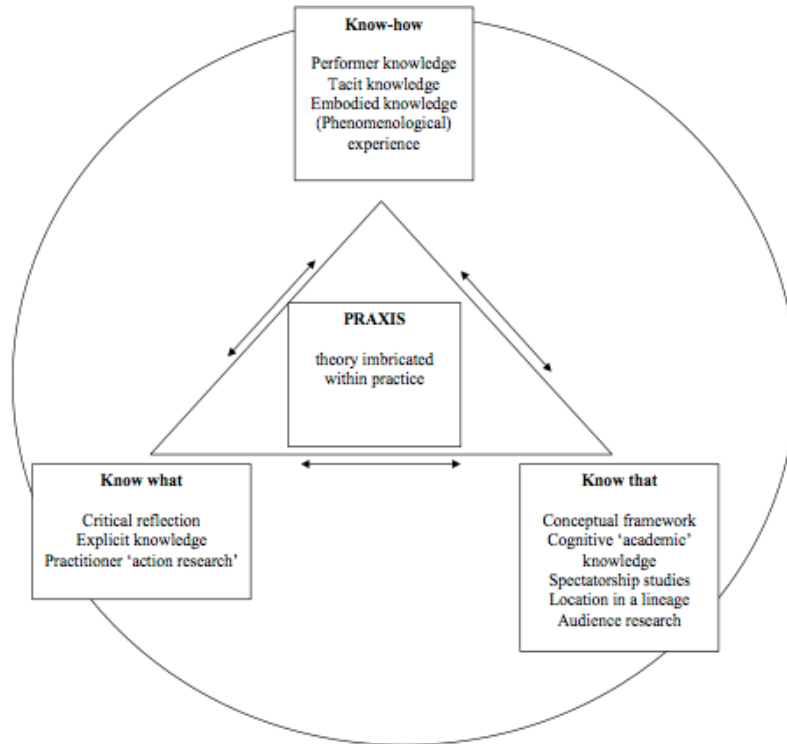 Know-how
Performer knowledge
Tacit knowledge
Embodied knowledge
(Phenomenological)
experience
PRAXIS
theory imbricated
within practice
Know what
Critical reflection
Explicit knowledge
Practitioner ‘action research’
Know that
Conceptual framework
Cognitive ‘academic’
knowledge
Spectatorship studies
Location in a lineage
Audience research